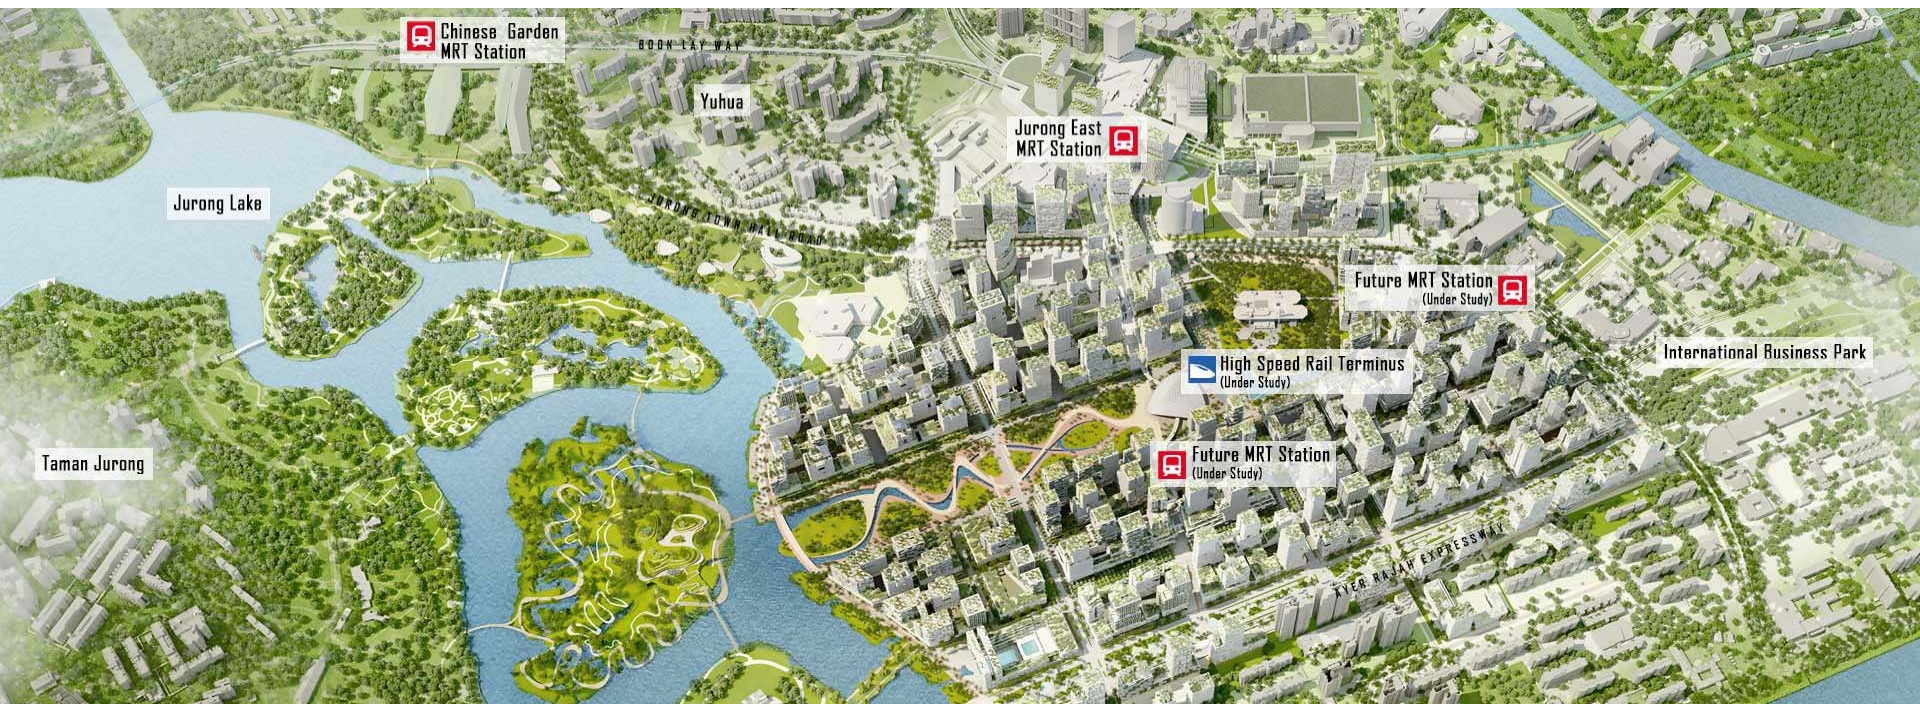 Chinese Garden
MRT Station
BOON LAY WAY
Yuhua
Jurong East
MRT Station
Jurong Lake
JURONG TOWN HALL ROAD
Future MRT Station
(Under Study)
International Business Park
High Speed Rail Terminus
(Under Study)
Taman Jurong
Future MRT Station
(Under Study)
AYER RAJAH EXPRESSWAY